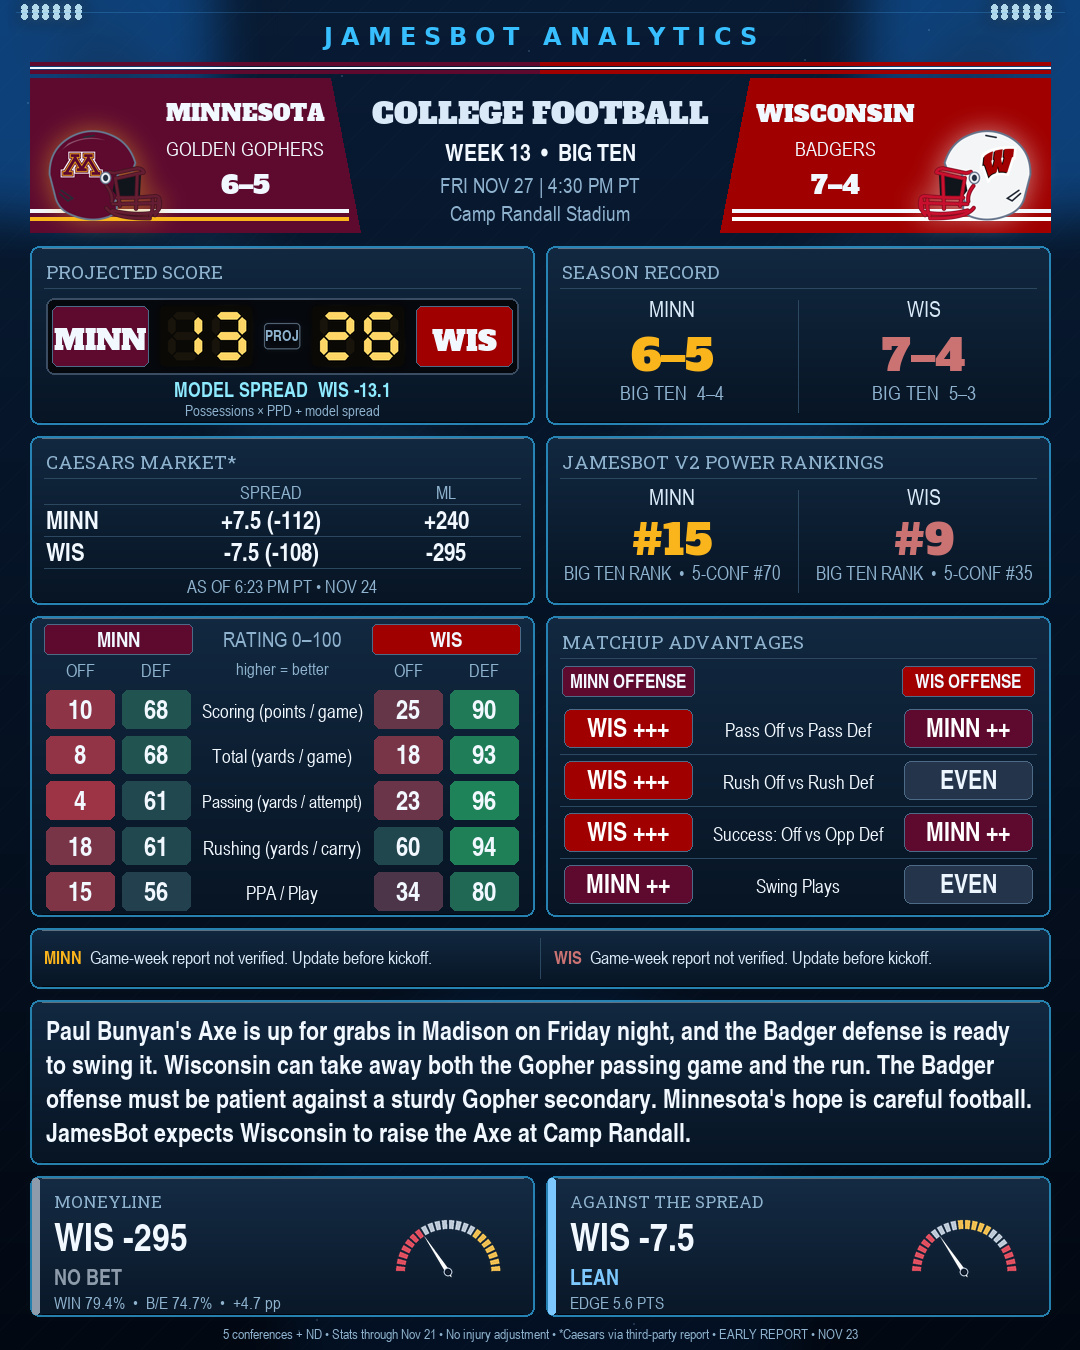 JAMESBOT ANALYTICS
MINNESOTA
GOLDEN GOPHERS
6–5
M
COLLEGE FOOTBALL
WEEK 13 • BIG TEN
FRI NOV 27 | 4:30 PM PT
Camp Randall Stadium
WISCONSIN
BADGERS
7–4
W
PROJECTED SCORE
MINN 13 PROJ 26 WIS
MODEL SPREAD WIS -13.1
Possessions × PPD + model spread
SEASON RECORD
MINN WIS
6–5 7–4
BIG TEN 4–4 BIG TEN 5–3
CAESARS MARKET*
SPREAD ML
MINN +7.5 (-112) +240
WIS -7.5 (-108) -295
AS OF 6:23 PM PT • NOV 24
JAMESBOT V2 POWER RANKINGS
MINN WIS
#15 #9
BIG TEN RANK • 5-CONF #70 BIG TEN RANK • 5-CONF #35
MINN RATING 0–100 WIS
OFF DEF higher = better OFF DEF
10 68 Scoring (points / game) 25 90
8 68 Total (yards / game) 18 93
4 61 Passing (yards / attempt) 23 96
18 61 Rushing (yards / carry) 60 94
15 56 PPA / Play 34 80
MATCHUP ADVANTAGES
MINN OFFENSE WIS OFFENSE
WIS +++ Pass Off vs Pass Def MINN ++
WIS +++ Rush Off vs Rush Def EVEN
WIS +++ Success: Off vs Opp Def MINN ++
MINN ++ Swing Plays EVEN
MINN Game-week report not verified. Update before kickoff.
WIS Game-week report not verified. Update before kickoff.
Paul Bunyan's Axe is up for grabs in Madison on Friday night, and the Badger defense is ready
to swing it. Wisconsin can take away both the Gopher passing game and the run. The Badger
offense must be patient against a sturdy Gopher secondary. Minnesota's hope is careful football.
JamesBot expects Wisconsin to raise the Axe at Camp Randall.
MONEYLINE
WIS -295
NO BET
WIN 79.4% • B/E 74.7% • +4.7 pp
AGAINST THE SPREAD
WIS -7.5
LEAN
EDGE 5.6 PTS
5 conferences + ND • Stats through Nov 21 • No injury adjustment • *Caesars via third-party report • EARLY REPORT • NOV 23